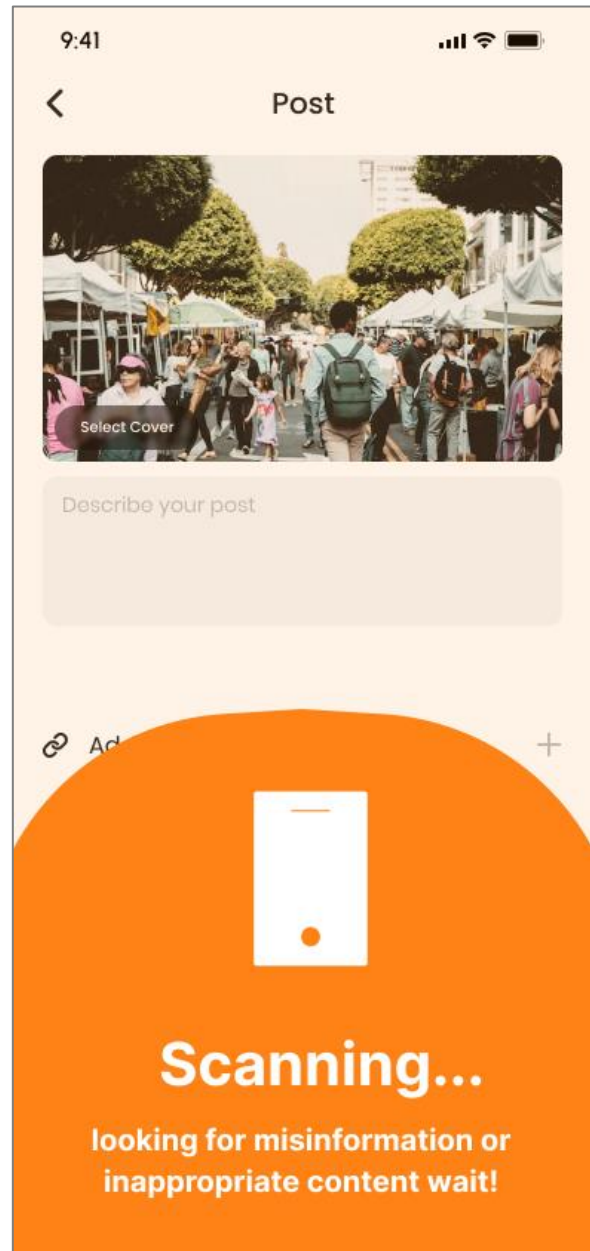 9:41
Post
Select Cover
Describe your post
Ad
Scanning...
looking for misinformation or
inappropriate content wait!